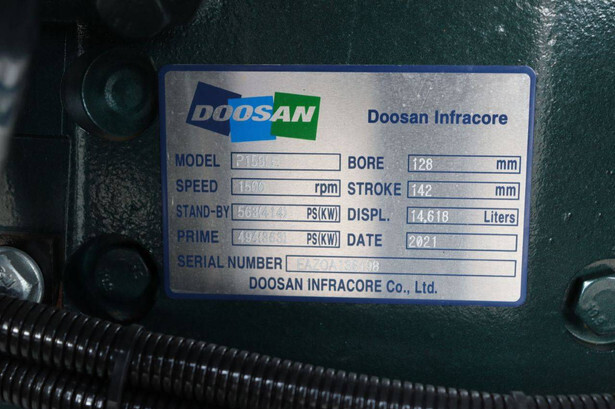 DOOSAN Doosan Infracore
MODEL BORE 128 mm
SPEED 1500 rpm STROKE 142 mm
STAND-BY PS(KW) DISPL. 14,618 Liters
PRIME PS(KW) DATE 2021
SERIAL NUMBER
DOOSAN INFRACORE Co., Ltd.